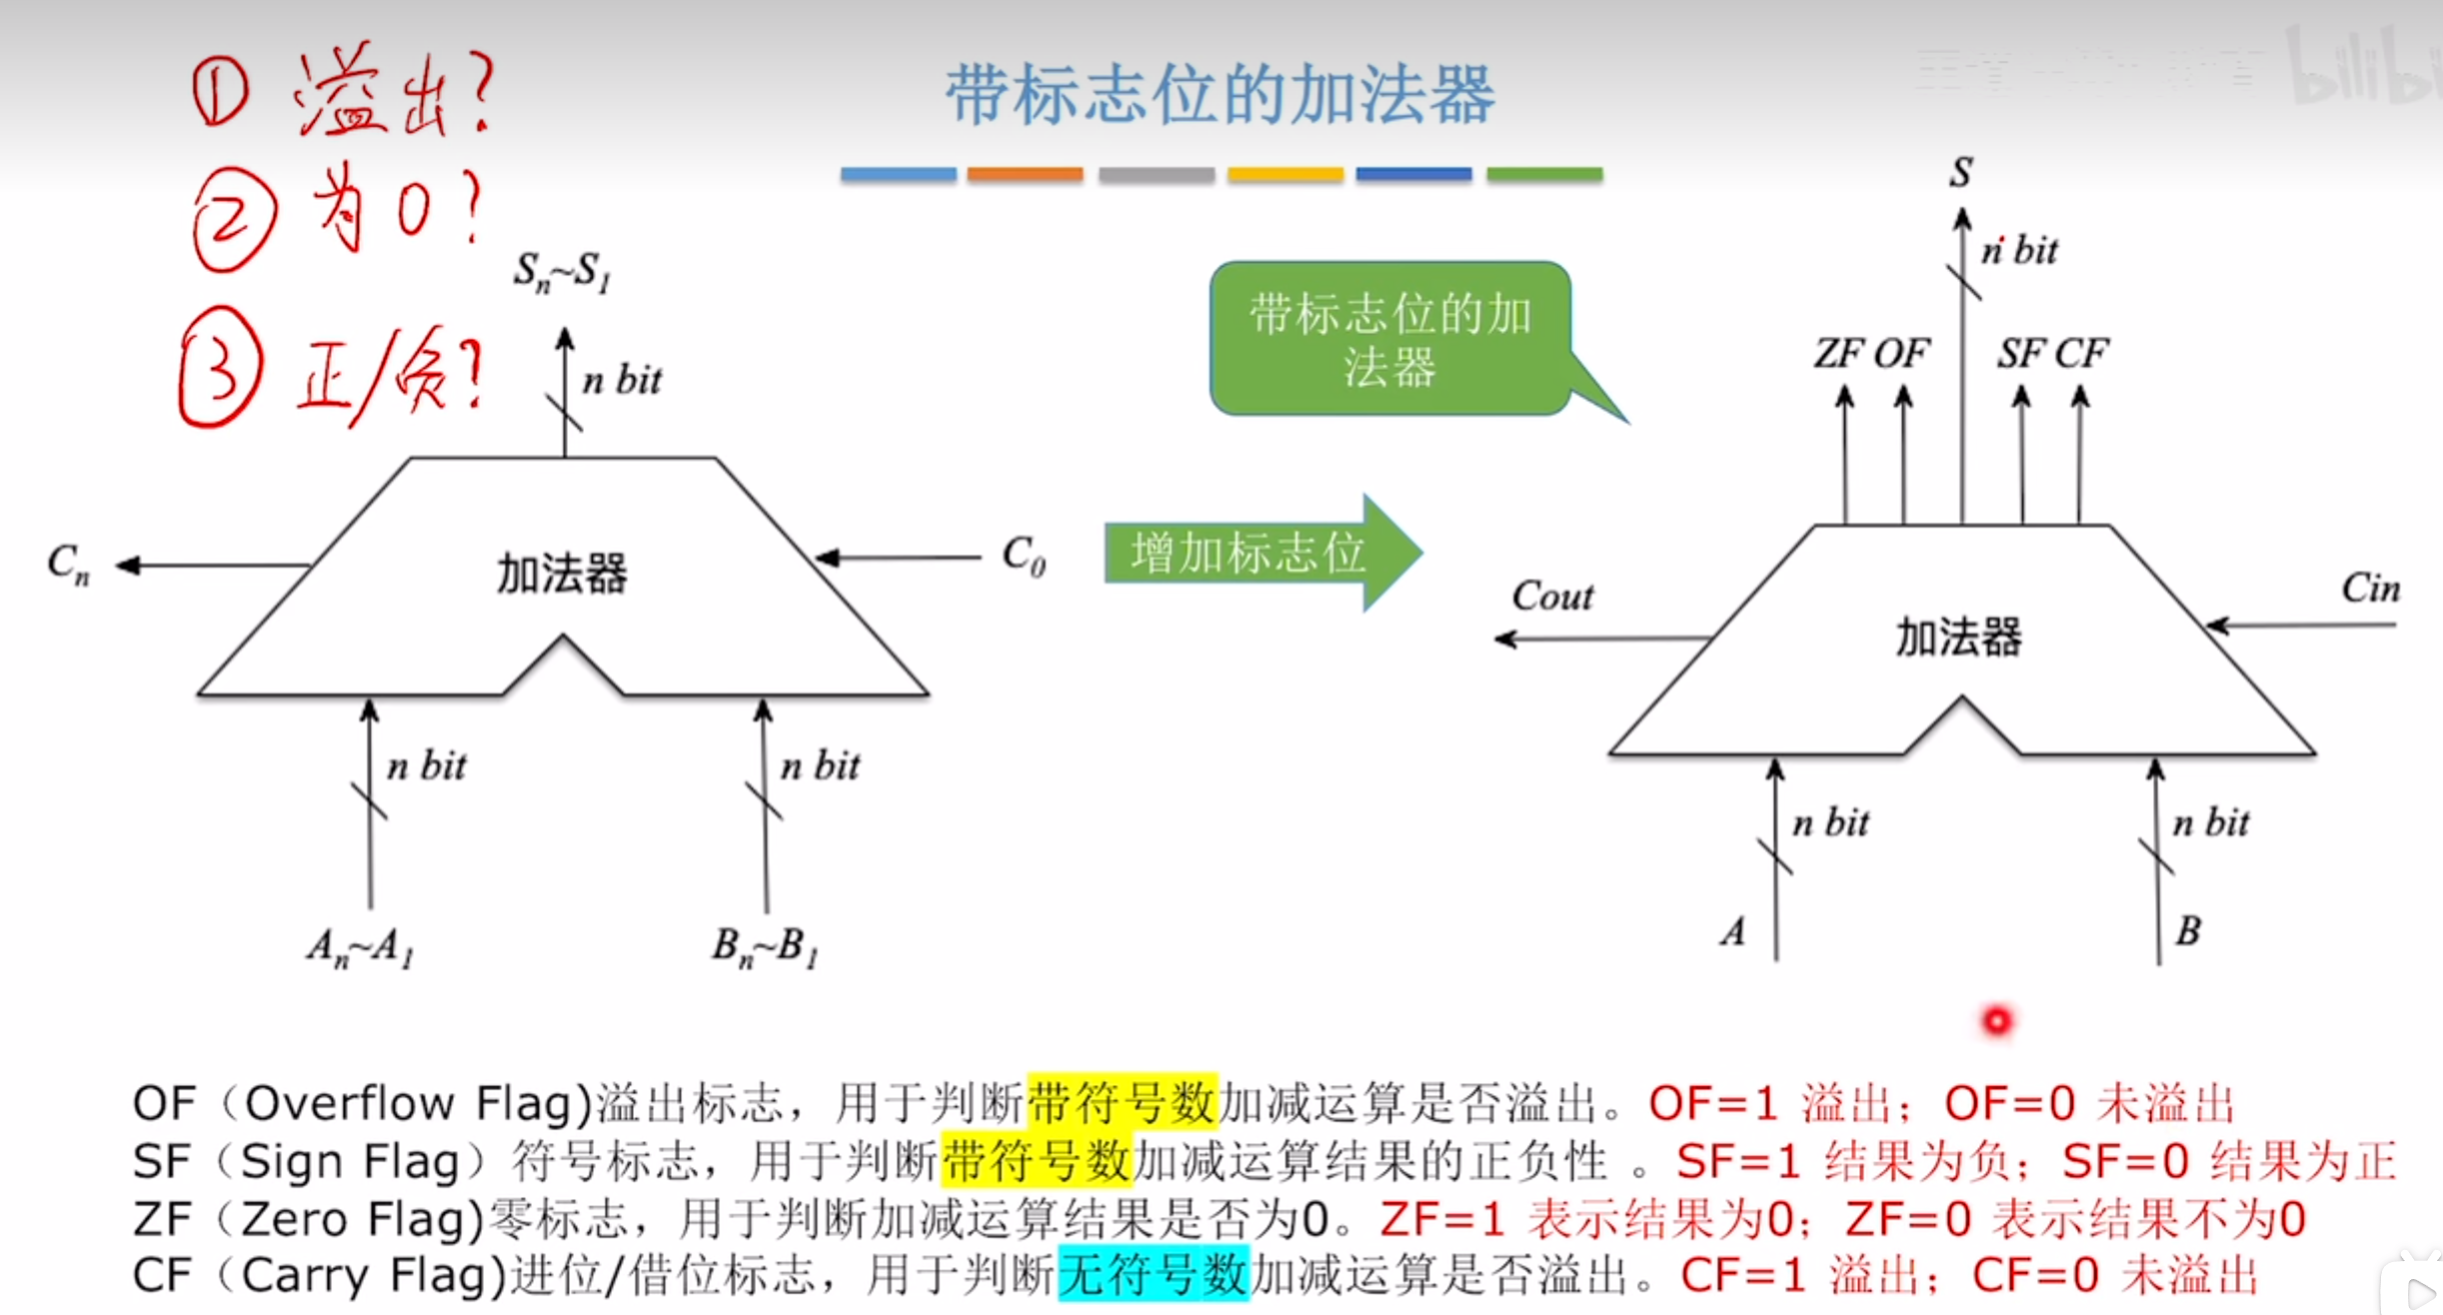 ① 溢出?
② 为0?
③ 正/负?
带标志位的加法器
bilibili
Sn~S1
n bit
Cn
加法器
C0
n bit
n bit
An~A1
Bn~B1
增加标志位
带标志位的加
法器
S
n bit
ZF OF SF CF
Cout
加法器
Cin
n bit
n bit
A
B
OF（Overflow Flag)溢出标志，用于判断带符号数加减运算是否溢出。OF=1 溢出；OF=0 未溢出
SF（Sign Flag）符号标志，用于判断带符号数加减运算结果的正负性 。SF=1 结果为负；SF=0 结果为正
ZF（Zero Flag)零标志，用于判断加减运算结果是否为0。ZF=1 表示结果为0；ZF=0 表示结果不为0
CF（Carry Flag)进位/借位标志，用于判断无符号数加减运算是否溢出。CF=1 溢出；CF=0 未溢出